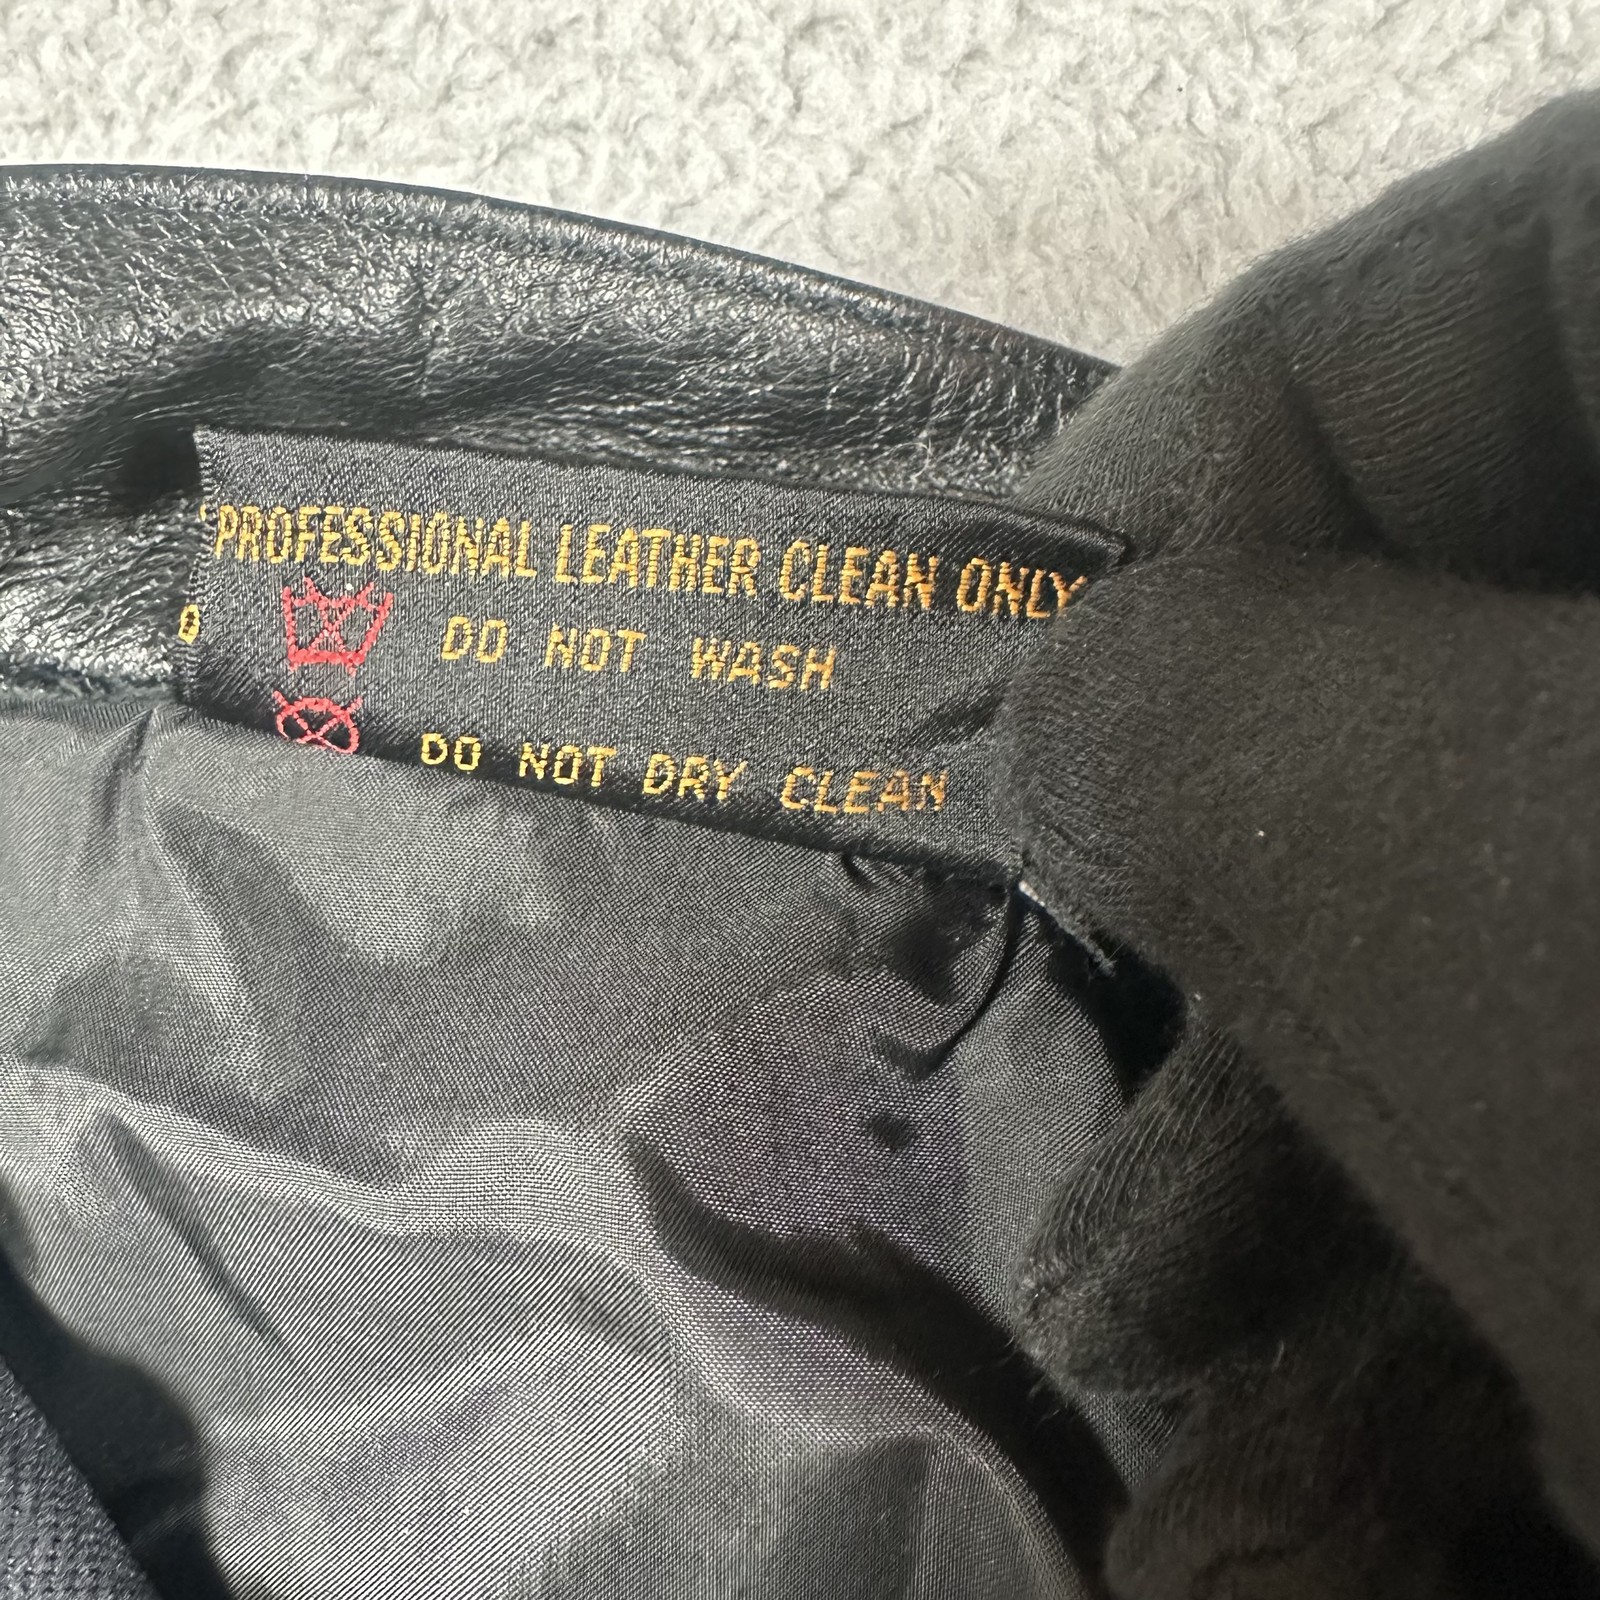 "PROFESSIONAL LEATHER CLEAN ONLY
DO NOT WASH
DO NOT DRY CLEAN